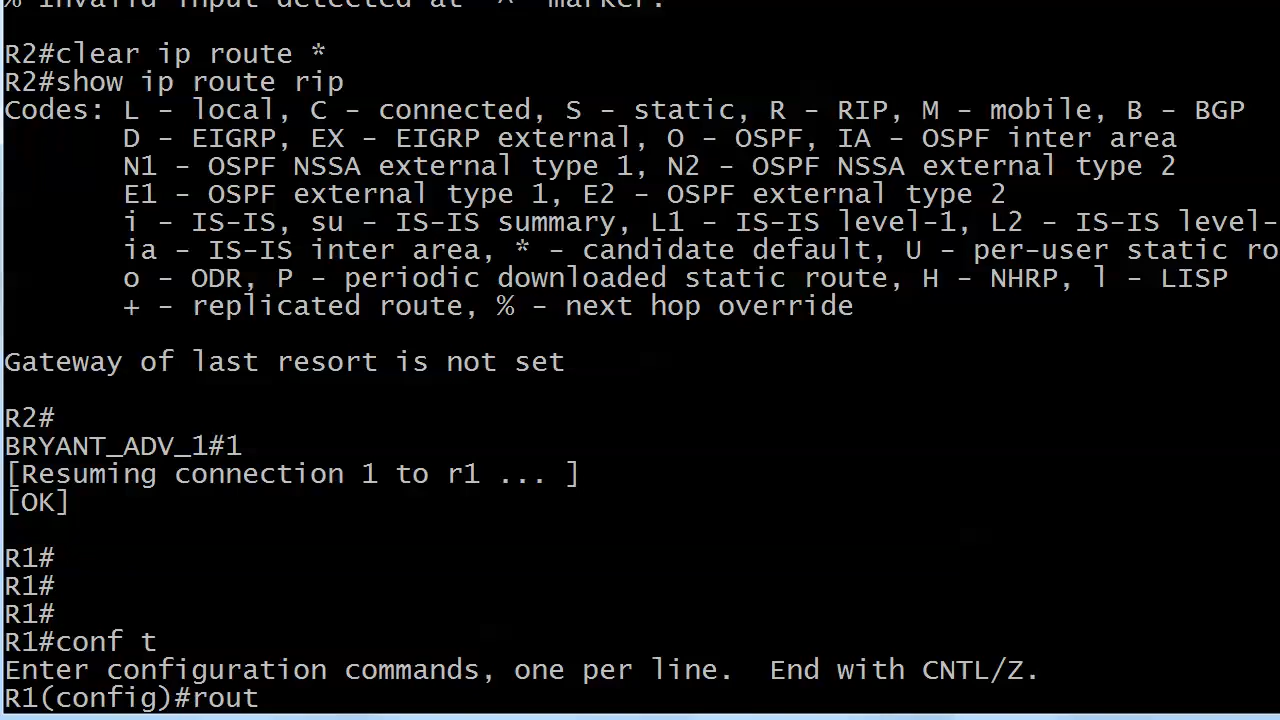 % Invalid input detected at '^' marker.
R2#clear ip route *
R2#show ip route rip
Codes: L - local, C - connected, S - static, R - RIP, M - mobile, B - BGP
D - EIGRP, EX - EIGRP external, O - OSPF, IA - OSPF inter area
N1 - OSPF NSSA external type 1, N2 - OSPF NSSA external type 2
E1 - OSPF external type 1, E2 - OSPF external type 2
i - IS-IS, su - IS-IS summary, L1 - IS-IS level-1, L2 - IS-IS level-
ia - IS-IS inter area, * - candidate default, U - per-user static ro
o - ODR, P - periodic downloaded static route, H - NHRP, l - LISP
+ - replicated route, % - next hop override
Gateway of last resort is not set
R2#
BRYANT_ADV_1#1
[Resuming connection 1 to r1 ... ]
[OK]
R1#
R1#
R1#
R1#conf t
Enter configuration commands, one per line.  End with CNTL/Z.
R1(config)#rout